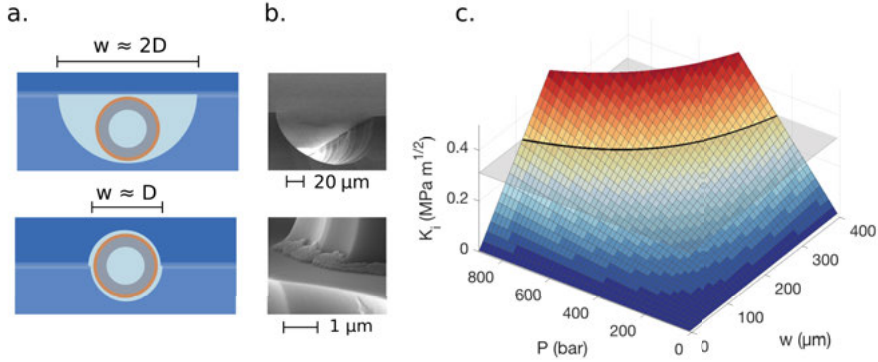 a.
w ≈ 2D
w ≈ D
b.
20 µm
1 µm
c.
K_i (MPa m^1/2)
0.4
0.2
0
800
600
400
200
0
P (bar)
0
100
200
300
400
w (µm)